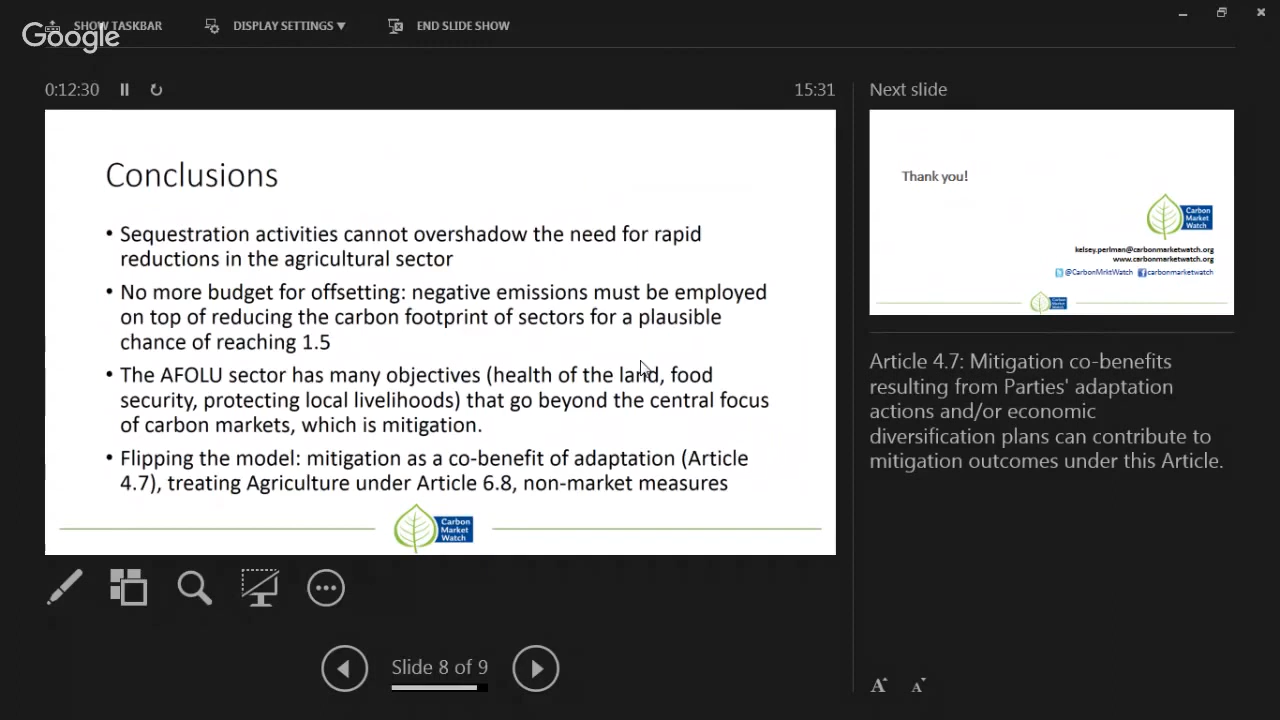 SHOW TASKBAR
DISPLAY SETTINGS ▾
END SLIDE SHOW
Google
0:12:30
15:31
Next slide
Conclusions
• Sequestration activities cannot overshadow the need for rapid
reductions in the agricultural sector
• No more budget for offsetting: negative emissions must be employed
on top of reducing the carbon footprint of sectors for a plausible
chance of reaching 1.5
• The AFOLU sector has many objectives (health of the land, food
security, protecting local livelihoods) that go beyond the central focus
of carbon markets, which is mitigation.
• Flipping the model: mitigation as a co-benefit of adaptation (Article
4.7), treating Agriculture under Article 6.8, non-market measures
Carbon
Market
Watch
Thank you!
Carbon
Market
Watch
kelsey.perlman@carbonmarketwatch.org
www.carbonmarketwatch.org
@CarbonMrktWatch carbonmarketwatch
Article 4.7: Mitigation co-benefits
resulting from Parties' adaptation
actions and/or economic
diversification plans can contribute to
mitigation outcomes under this Article.
Slide 8 of 9
A A